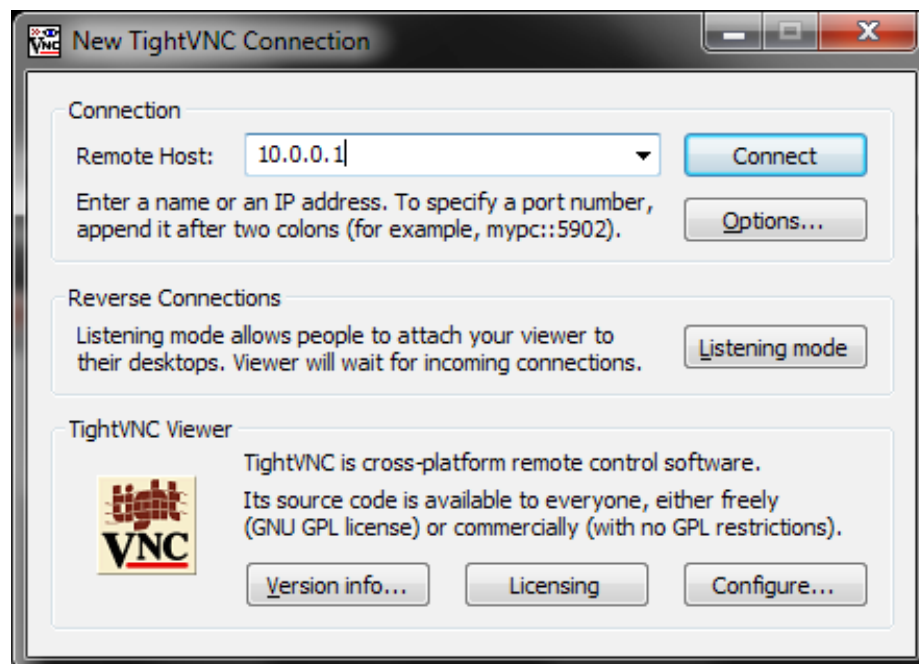 New TightVNC Connection
Connection
Remote Host: 10.0.0.1 Connect
Enter a name or an IP address. To specify a port number,
append it after two colons (for example, mypc::5902).
Options...
Reverse Connections
Listening mode allows people to attach your viewer to
their desktops. Viewer will wait for incoming connections.
Listening mode
TightVNC Viewer
TightVNC is cross-platform remote control software.
Its source code is available to everyone, either freely
(GNU GPL license) or commercially (with no GPL restrictions).
tight
VNC
Version info... Licensing Configure...